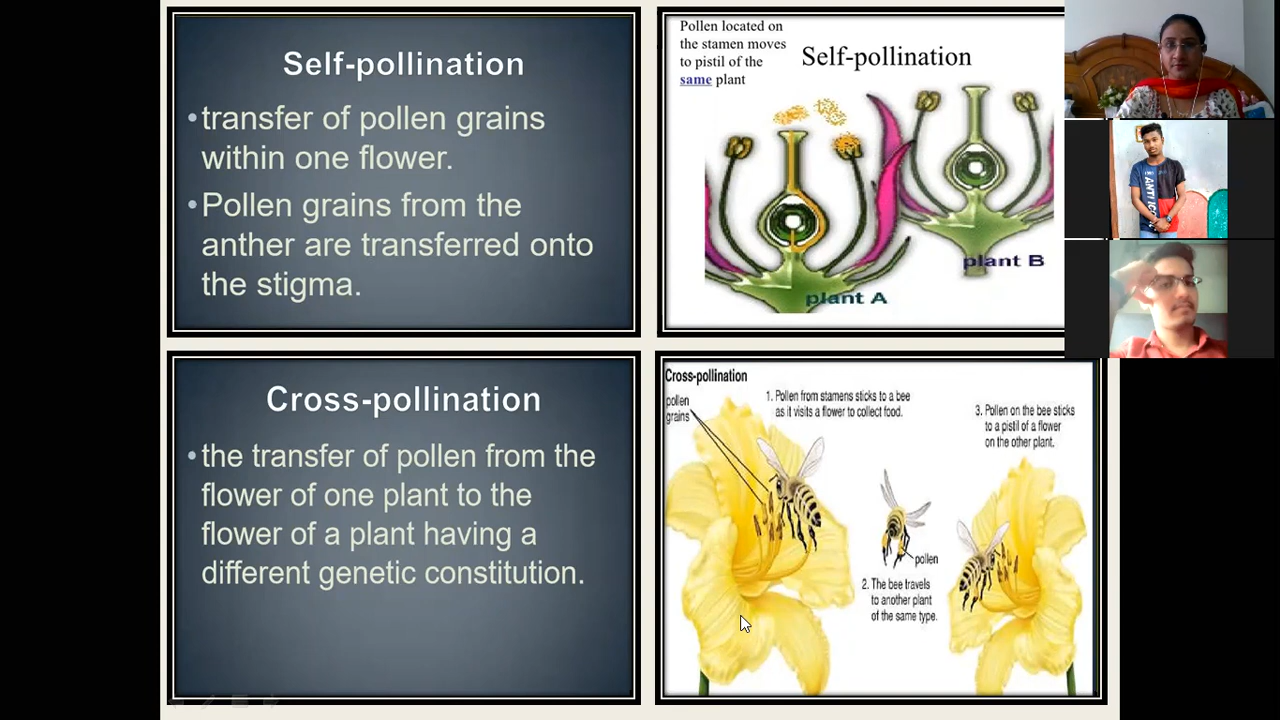 Self-pollination
•transfer of pollen grains
within one flower.
•Pollen grains from the
anther are transferred onto
the stigma.
Pollen located on
the stamen moves
to pistil of the
same plant
Self-pollination
plant A
plant B
Cross-pollination
•the transfer of pollen from the
flower of one plant to the
flower of a plant having a
different genetic constitution.
Cross-pollination
pollen
grains
1. Pollen from stamens sticks to a bee
as it visits a flower to collect food.
pollen
2. The bee travels
to another plant
of the same type.
3. Pollen on the bee sticks
to a pistil of a flower
on the other plant.